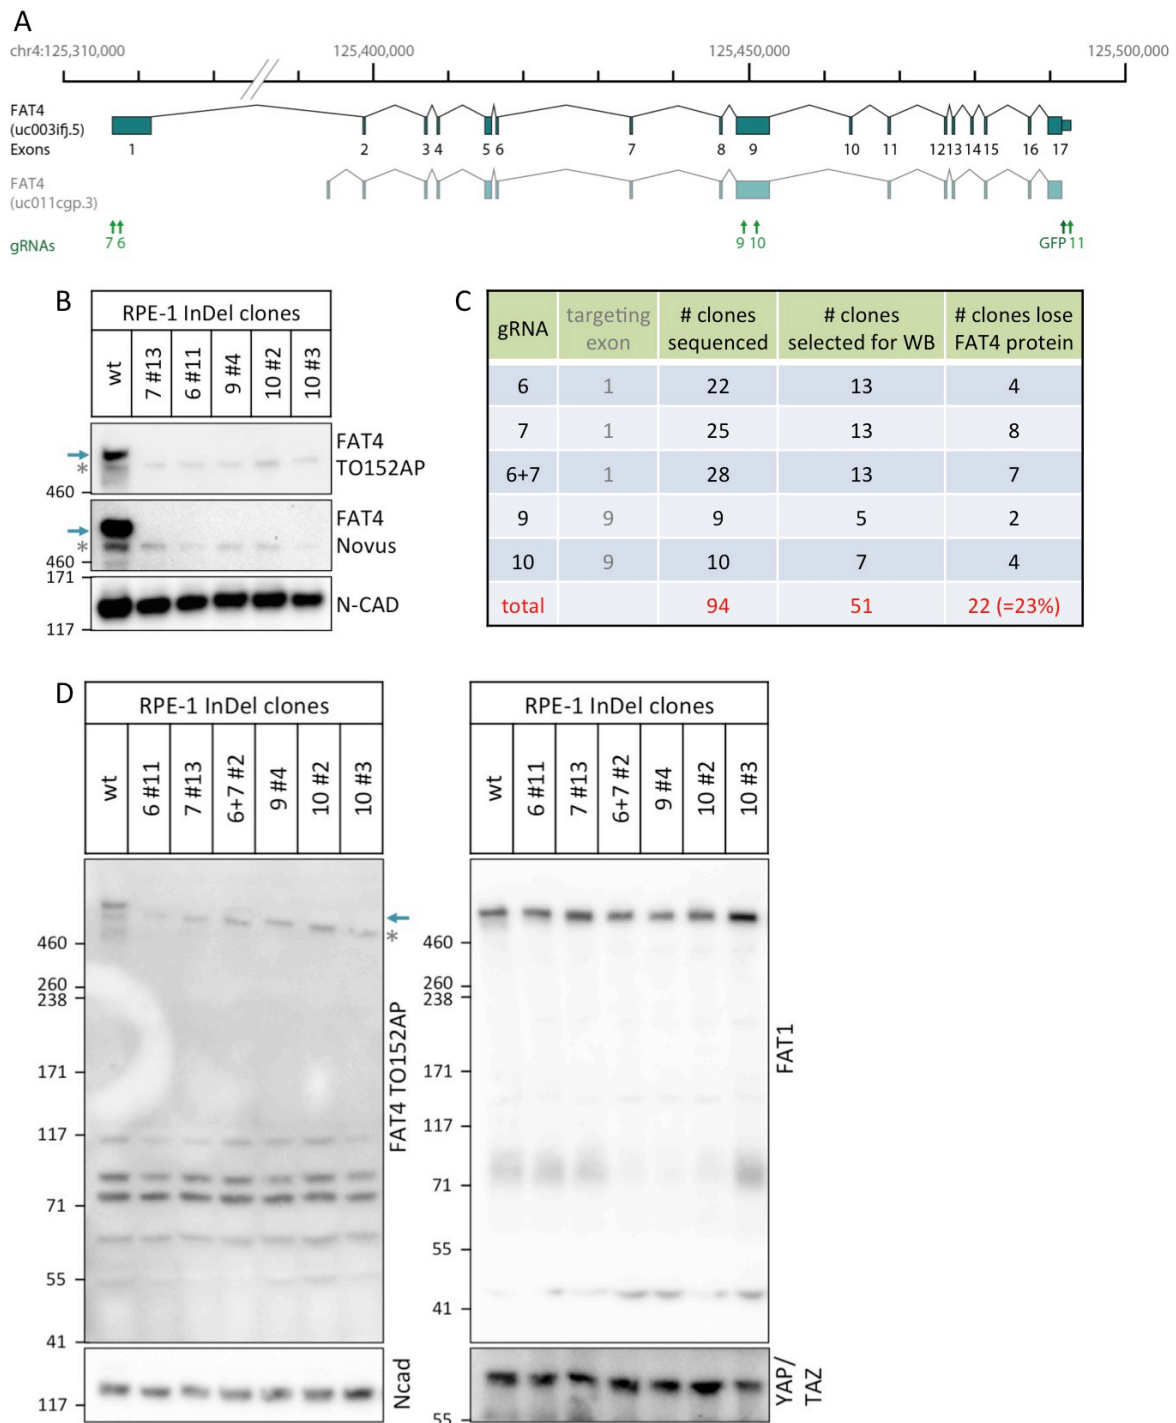 A
chr4:125,310,000 125,400,000 125,450,000 125,500,000
FAT4
(uc003ifj.5)
Exons 1 2 3 4 5 6 7 8 9 10 11 12 13 14 15 16 17
FAT4
(uc011cgp.3)
gRNAs 7 6 9 10 GFP 11
B
RPE-1 InDel clones
wt 7 #13 6 #11 9 #4 10 #2 10 #3
FAT4
* TO152AP
460
FAT4
* Novus
460
171
N-CAD
117
C
gRNA targeting exon # clones sequenced # clones selected for WB # clones lose FAT4 protein
6 1 22 13 4
7 1 25 13 8
6+7 1 28 13 7
9 9 9 5 2
10 9 10 7 4
total 94 51 22 (=23%)
D
RPE-1 InDel clones
wt 6 #11 7 #13 6+7 #2 9 #4 10 #2 10 #3
*
460
260
238
171
117
71
55
41
FAT4 TO152AP
117
Ncad
RPE-1 InDel clones
wt 6 #11 7 #13 6+7 #2 9 #4 10 #2 10 #3
460
260
238
171
117
71
55
41
FAT1
YAP/
TAZ
55